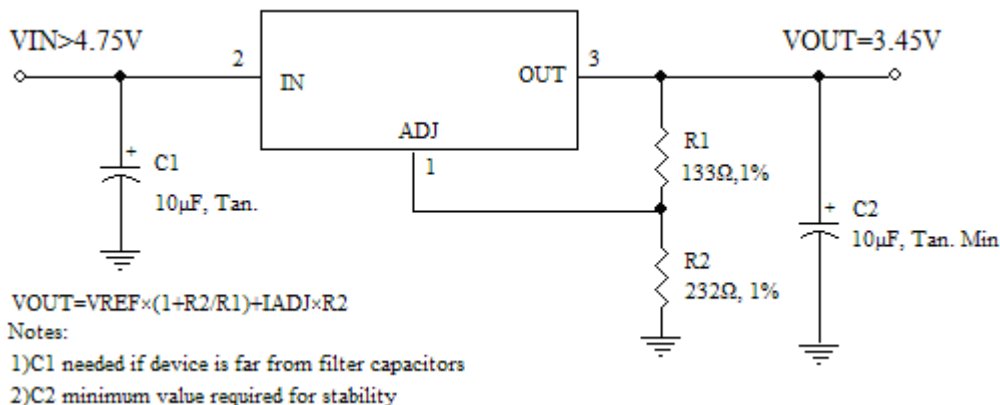 VIN>4.75V
VOUT=3.45V
2
3
IN
OUT
ADJ
1
+
C1
10μF, Tan.
R1
133Ω,1%
+
C2
10μF, Tan. Min
R2
232Ω, 1%
VOUT=VREF×(1+R2/R1)+IADJ×R2
Notes:
1)C1 needed if device is far from filter capacitors
2)C2 minimum value required for stability